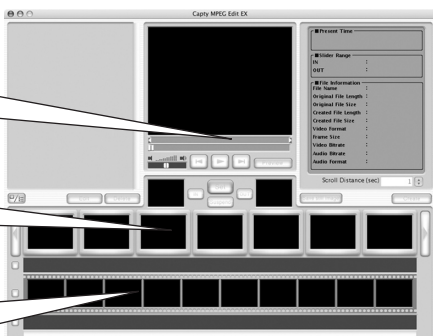 Capty MPEG Edit EX
■Present Time
■Slider Range
IN :
OUT :
■File Information
File Name :
Original File Length :
Original File Size :
Created File Length :
Created File Size :
Video Format :
Frame Size :
Video Bitrate :
Audio Bitrate :
Audio Format :
Scroll Distance (sec) 1